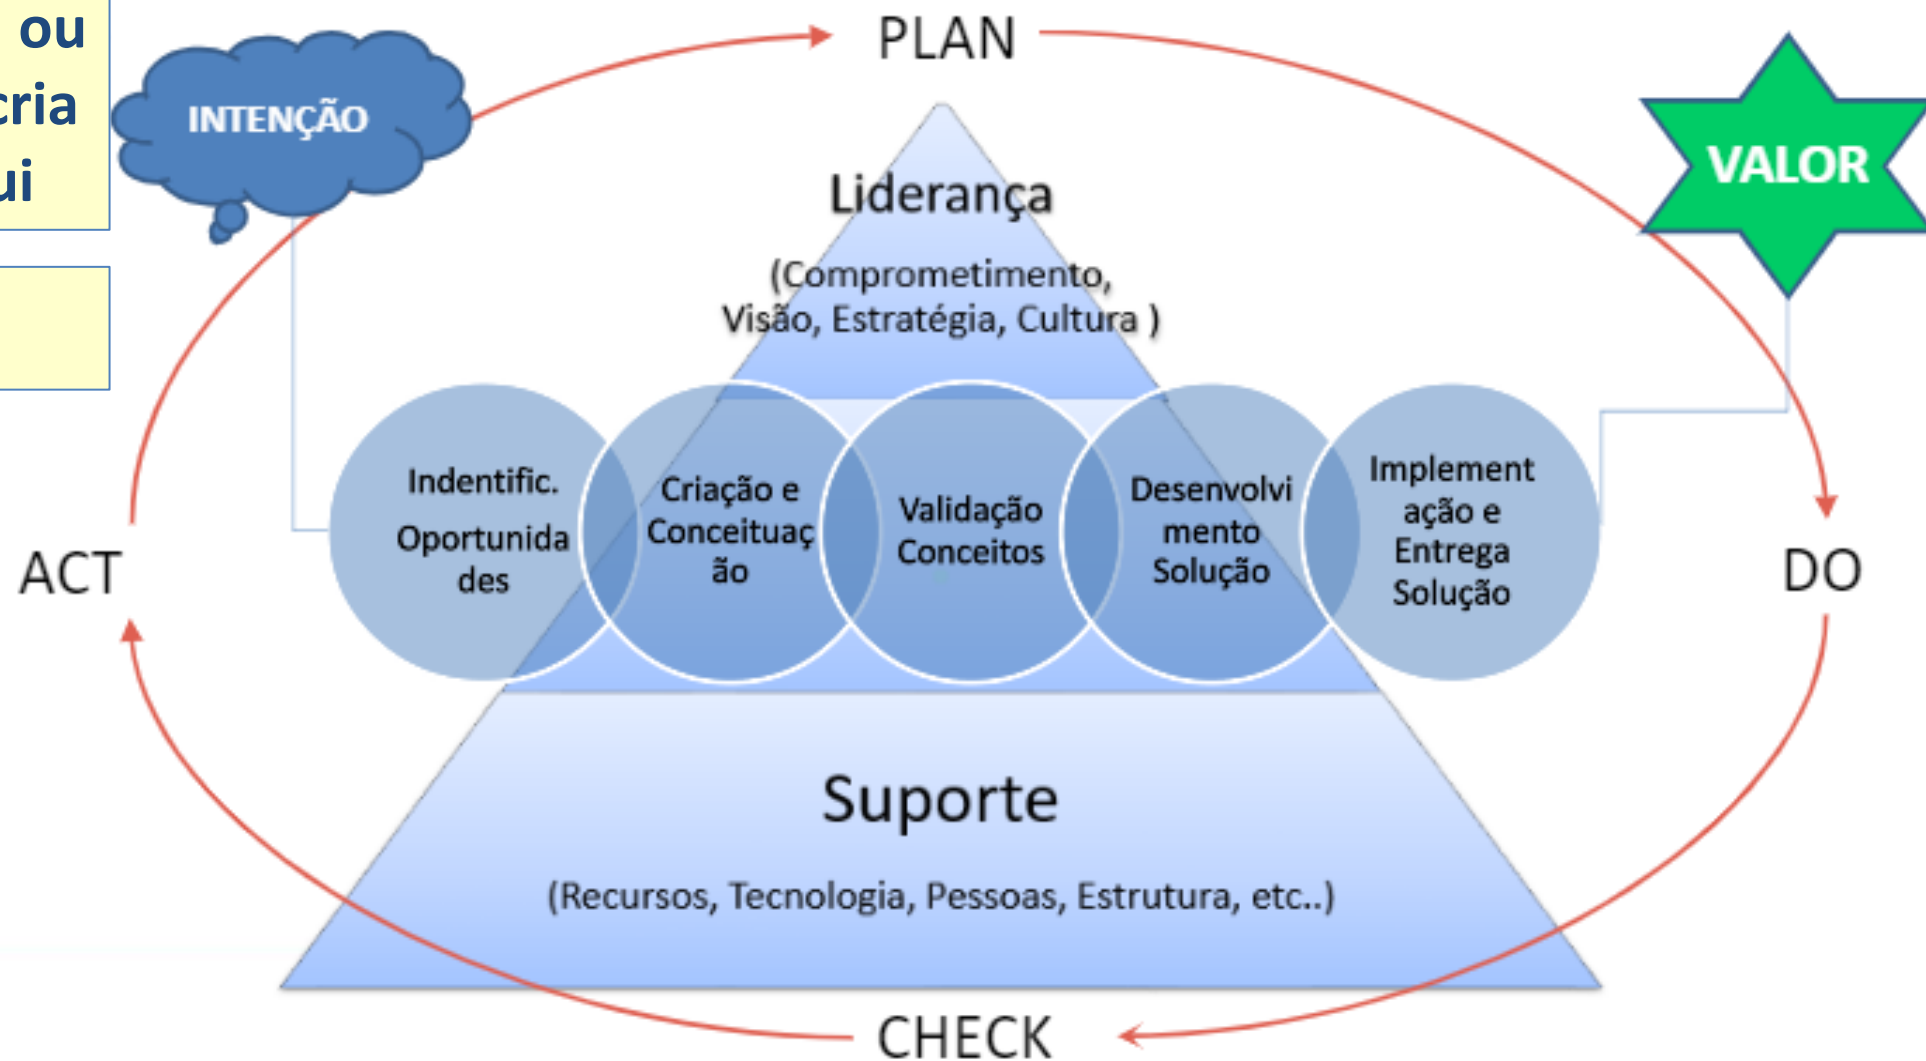 ou
cria
ui
INTENÇÃO
PLAN
VALOR
Liderança
(Comprometimento,
Visão, Estratégia, Cultura )
Indentific.
Oportunida
des
Criação e
Conceituaç
ão
Validação
Conceitos
Desenvolvi
mento
Solução
Implement
ação e
Entrega
Solução
ACT
DO
Suporte
(Recursos, Tecnologia, Pessoas, Estrutura, etc..)
CHECK